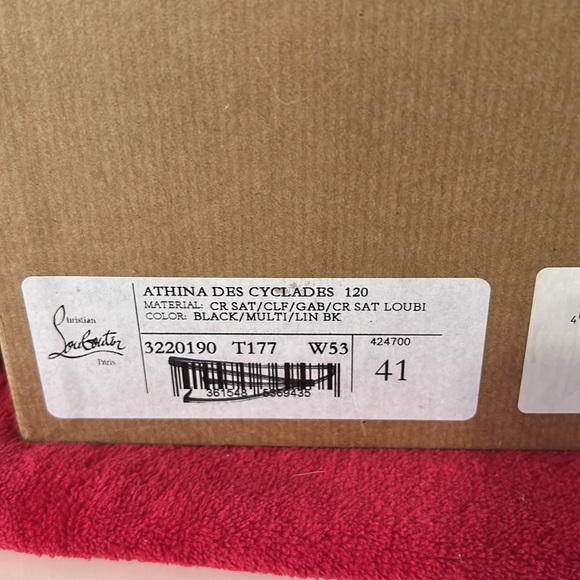 Christian
Louboutin
Paris
ATHINA DES CYCLADES 120
MATERIAL: CR SAT/CLF/GAB/CR SAT LOUBI
COLOR: BLACK/MULTI/LIN BK
3220190 T177 W53
424700
41
361548